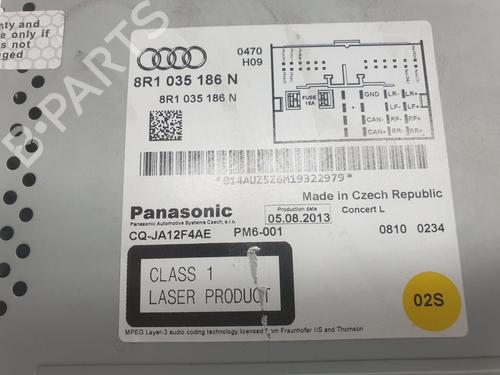 nty and
e only if
s not
aged
0470
H09
8R1 035 186 N
8R1 035 186 N
GND LR- LR+
FUSE 15A LF- LF+
CAN- RF- RF+
CAN+ RR- RR+
Made in Czech Republic
Panasonic
Panasonic Automotive Systems Czech, s.r.o.
Production date
05.08.2013
Concert L
CQ-JA12F4AE PM6-001
0810 0234
CLASS 1
LASER PRODUCT
02S
MPEG Layer-3 audio coding technology licensed from Fraunhofer IIS and Thomson
B-PARTS